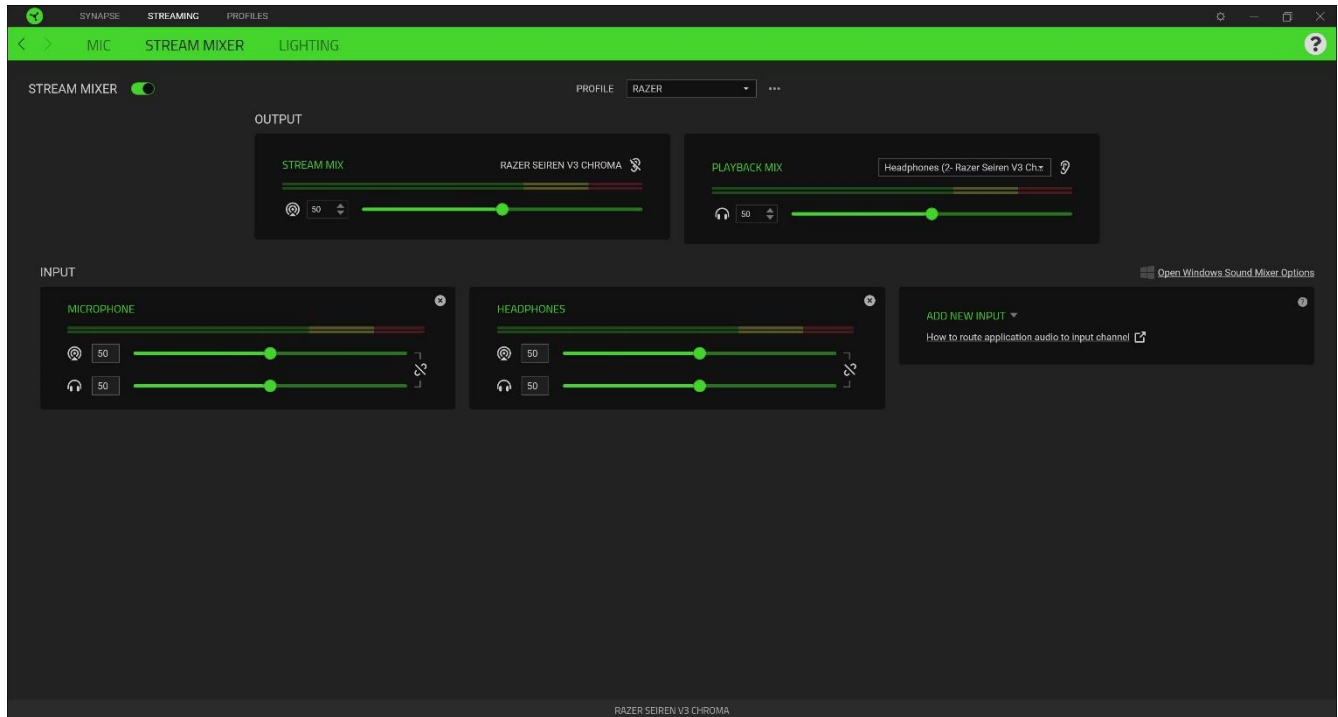 SYNAPSE STREAMING PROFILES
MIC STREAM MIXER LIGHTING ?
STREAM MIXER PROFILE RAZER
OUTPUT
STREAM MIX RAZER SEIREN V3 CHROMA
50
PLAYBACK MIX Headphones (2- Razer Seiren V3 Ch...
50
INPUT Open Windows Sound Mixer Options
MICROPHONE
50
50
HEADPHONES
50
50
ADD NEW INPUT ?
How to route application audio to input channel
RAZER SEIREN V3 CHROMA